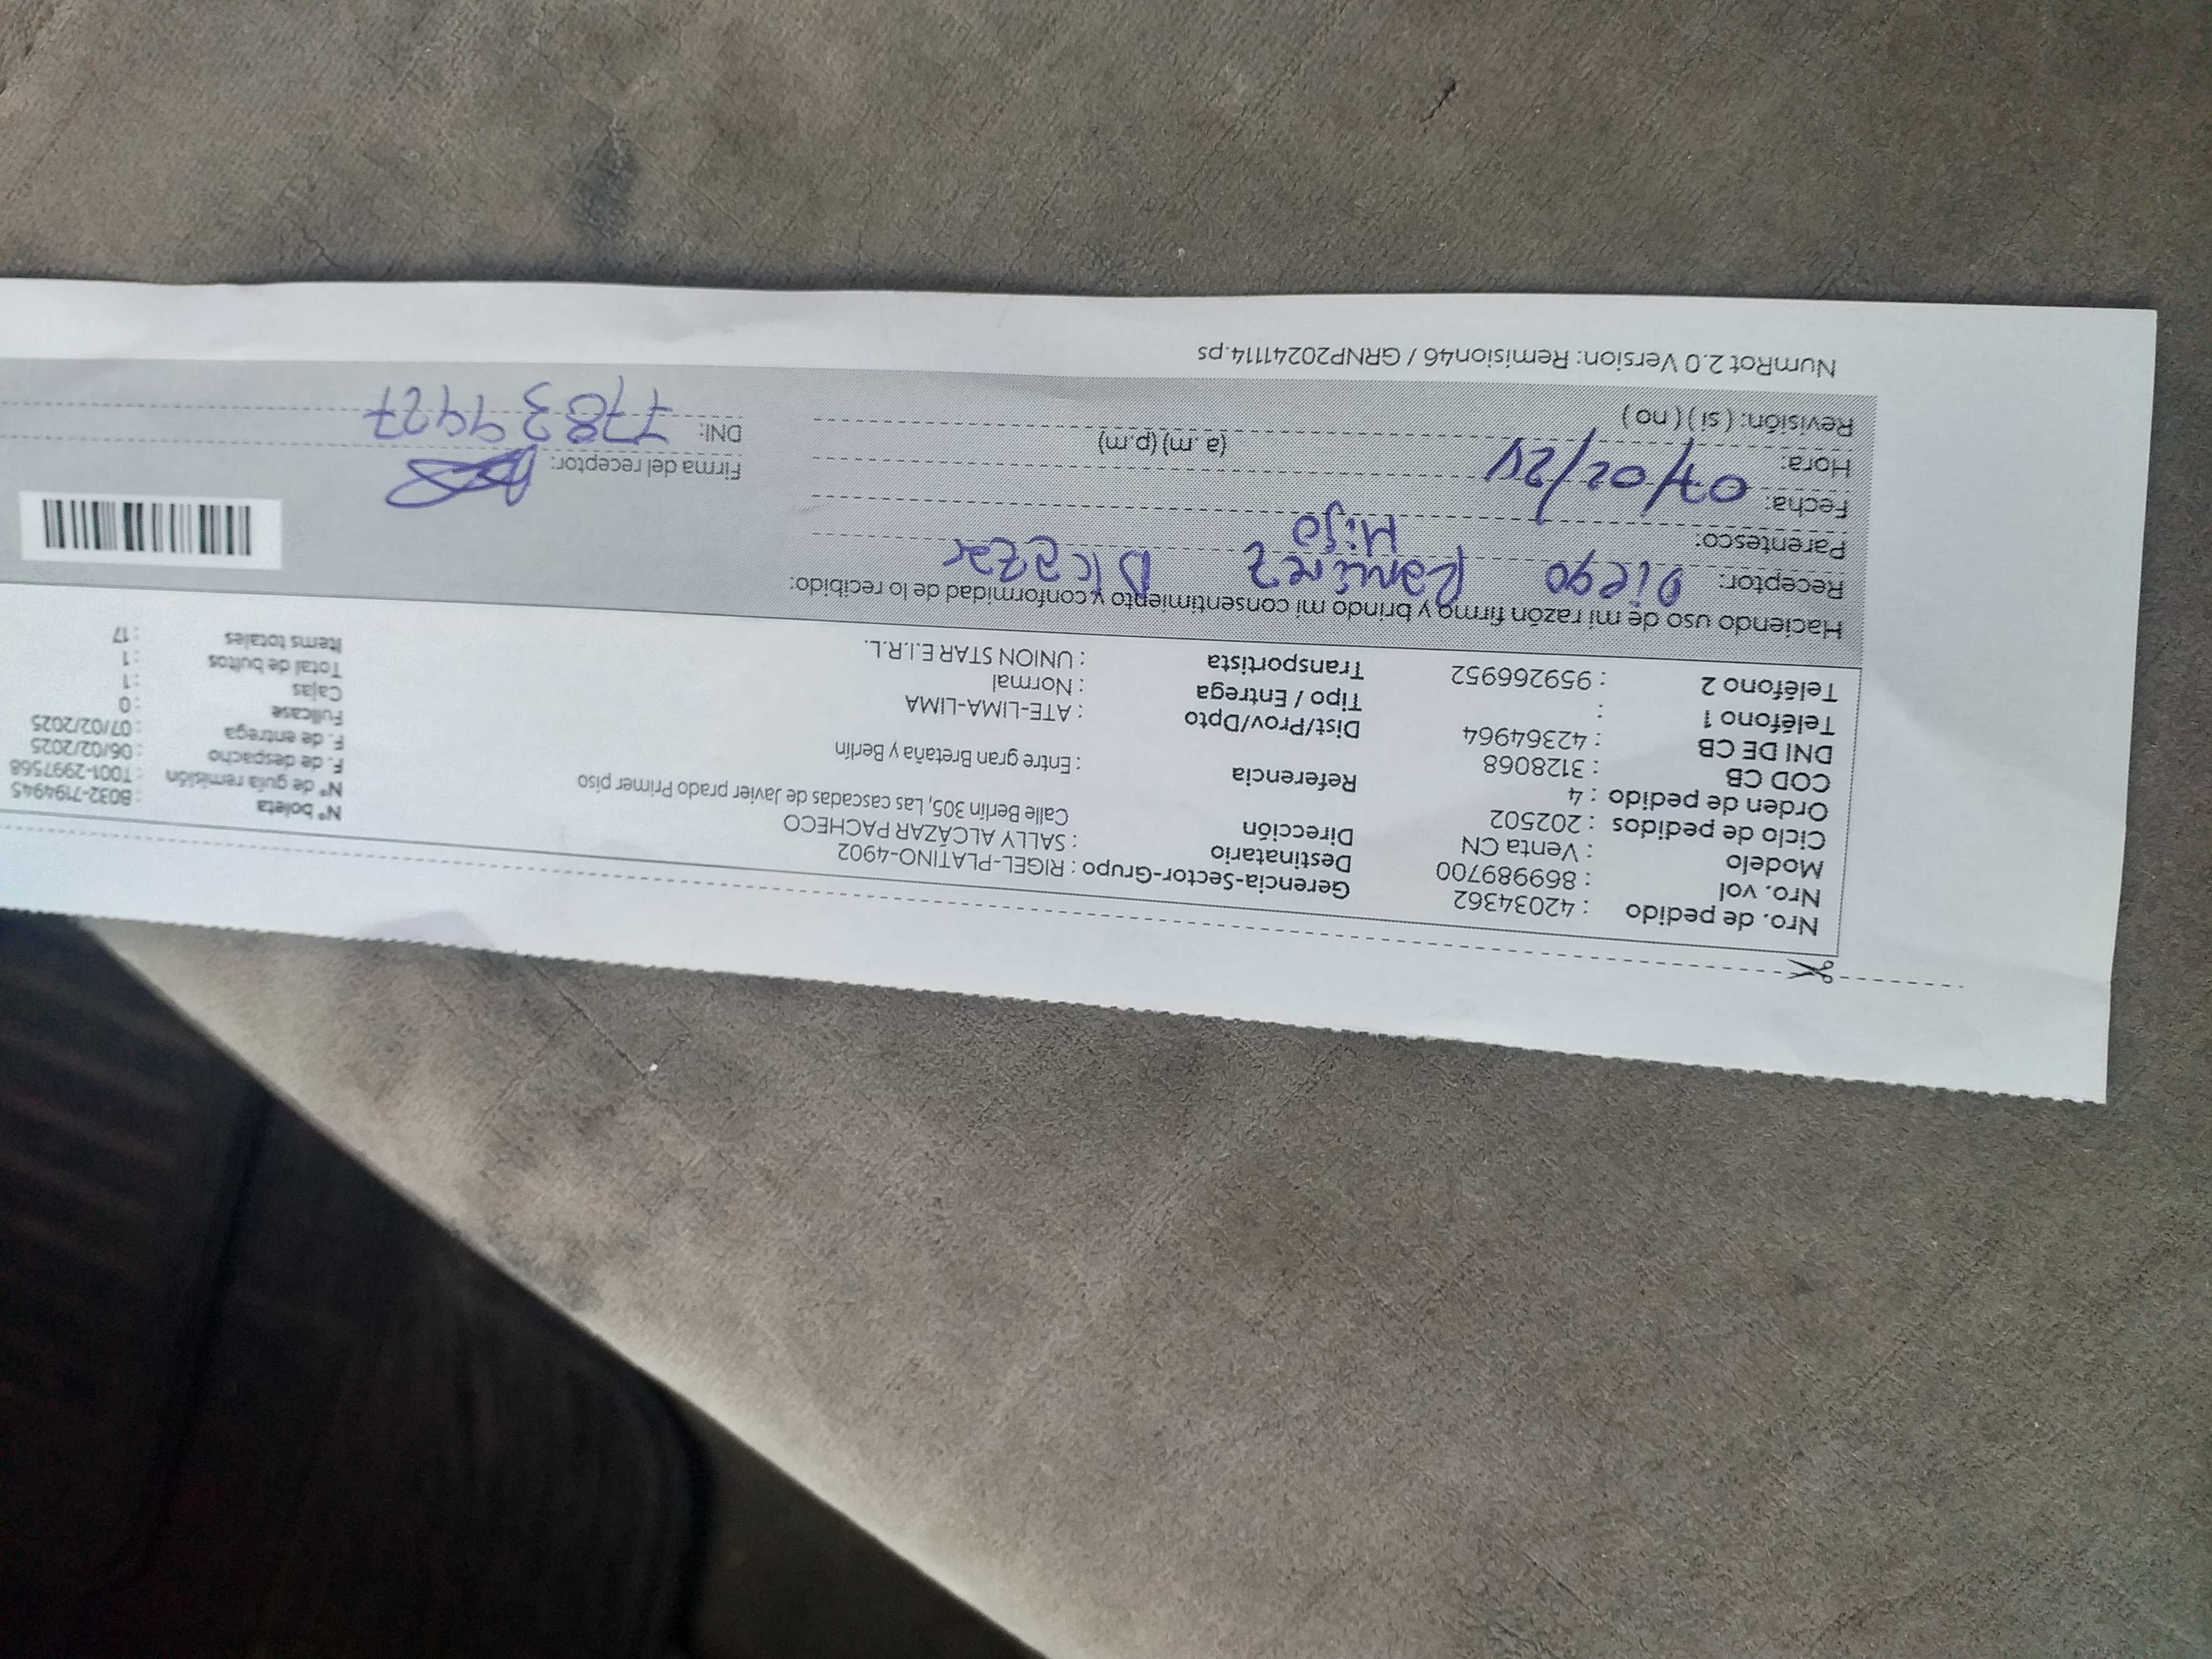 Nro. de pedido : 42034362
Nro. vol : 869989700
Modelo : Venta CN
Ciclo de pedidos : 202502
Orden de pedido : 4
COD CB : 3128068
DNI DE CB : 42364964
Teléfono 1 :
Teléfono 2 : 959266952
Gerencia-Sector-Grupo : RIGEL-PLATINO-4902
Destinatario : SALLY ALCÁZAR PACHECO
Dirección Calle Berlín 305, Las cascadas de Javier prado Primer piso
Referencia : Entre gran Bretaña y Berlin
Dist/Prov/Dpto : ATE-LIMA-LIMA
Tipo / Entrega : Normal
Transportista : UNION STAR E.I.R.L.
N° boleta : B032-7194945
N° de guía remisión : T001-2997568
F. de despacho : 06/02/2025
F. de entrega : 07/02/2025
Fullcase : 0
Cajas : 1
Total de bultos : 1
Items totales : 17
Haciendo uso de mi razón firmo y brindo mi consentimiento y conformidad de lo recibido:
Receptor: Diego Ramirez Alcazar
Parentesco: Hijo
Fecha: 07/02/24
Hora: (a.m) (p.m)
Revisión: ( si ) ( no )
Firma del receptor:
DNI: 77839927
NumRot 2.0 Version: Remision46 / GRNP20241114.ps